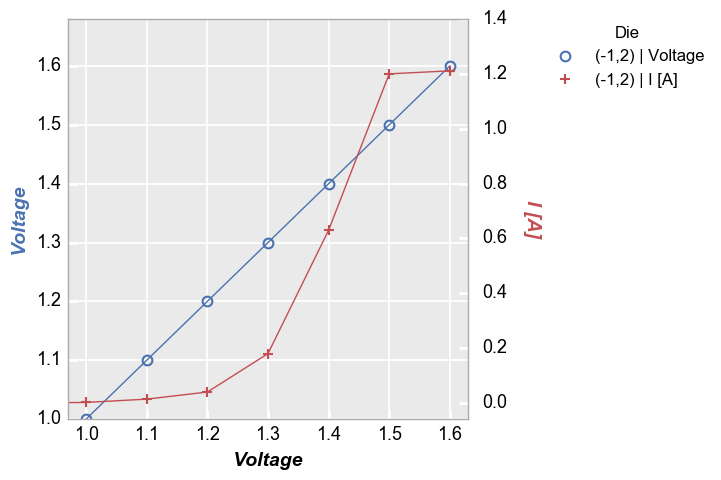 Die
(-1,2) | Voltage
(-1,2) | I [A]
Voltage
1.6
1.5
1.4
1.3
1.2
1.1
1.0
1.4
1.2
1.0
0.8
0.6
0.4
0.2
0.0
I [A]
1.0 1.1 1.2 1.3 1.4 1.5 1.6
Voltage